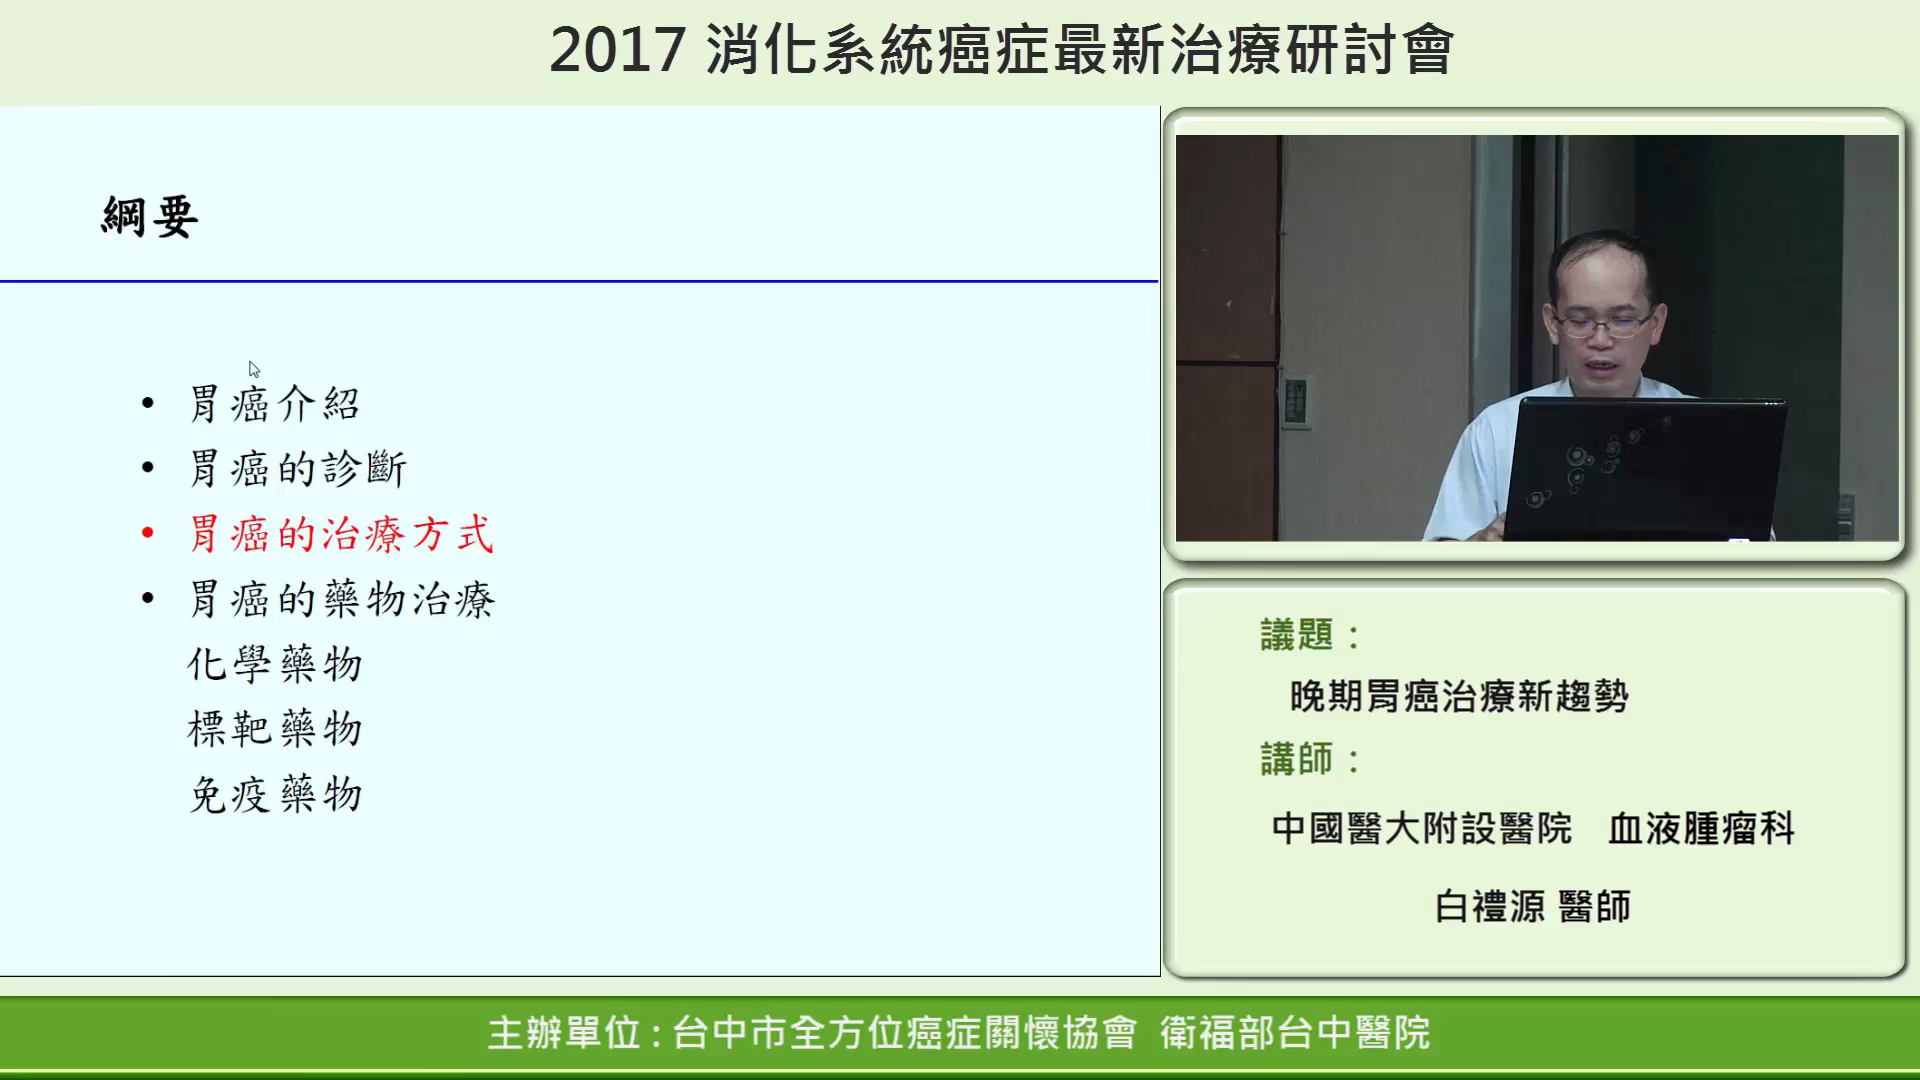 2017 消化系統癌症最新治療研討會
綱要
• 胃癌介紹
• 胃癌的診斷
• 胃癌的治療方式
• 胃癌的藥物治療
化學藥物
標靶藥物
免疫藥物
議題：
晚期胃癌治療新趨勢
講師：
中國醫大附設醫院 血液腫瘤科
白禮源 醫師
主辦單位 : 台中市全方位癌症關懷協會 衛福部台中醫院